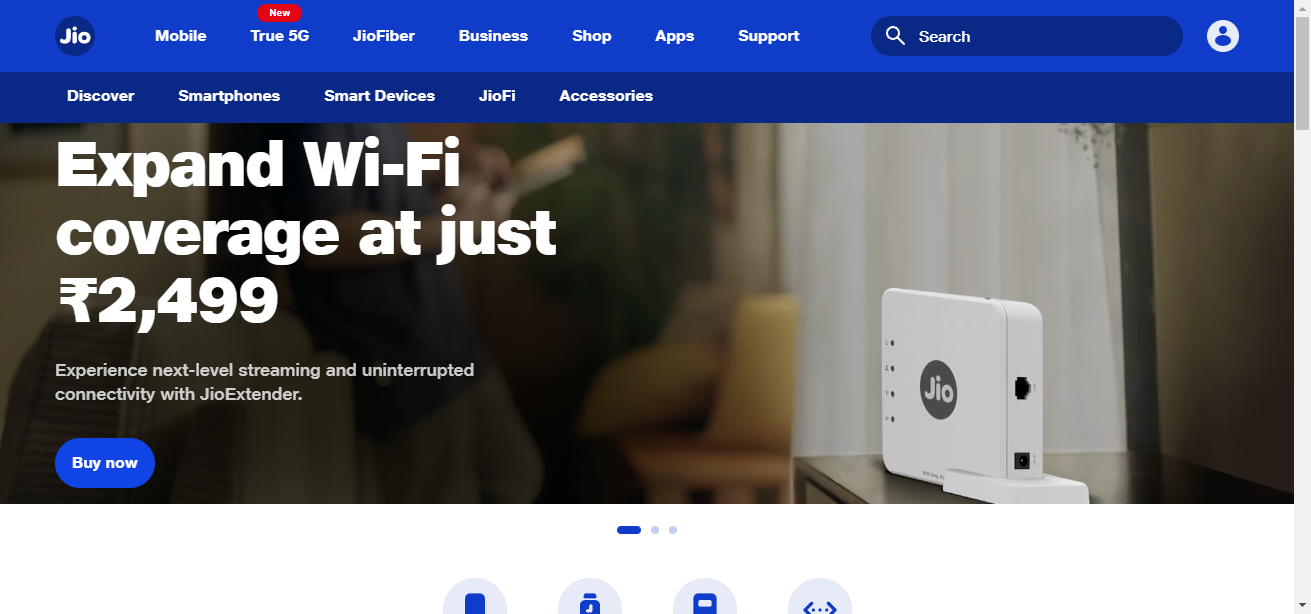 New
Jio
Mobile
True 5G
JioFiber
Business
Shop
Apps
Support
Search
Discover
Smartphones
Smart Devices
JioFi
Accessories
Expand Wi-Fi
coverage at just
₹2,499
Experience next-level streaming and uninterrupted
connectivity with JioExtender.
Jio
Buy now